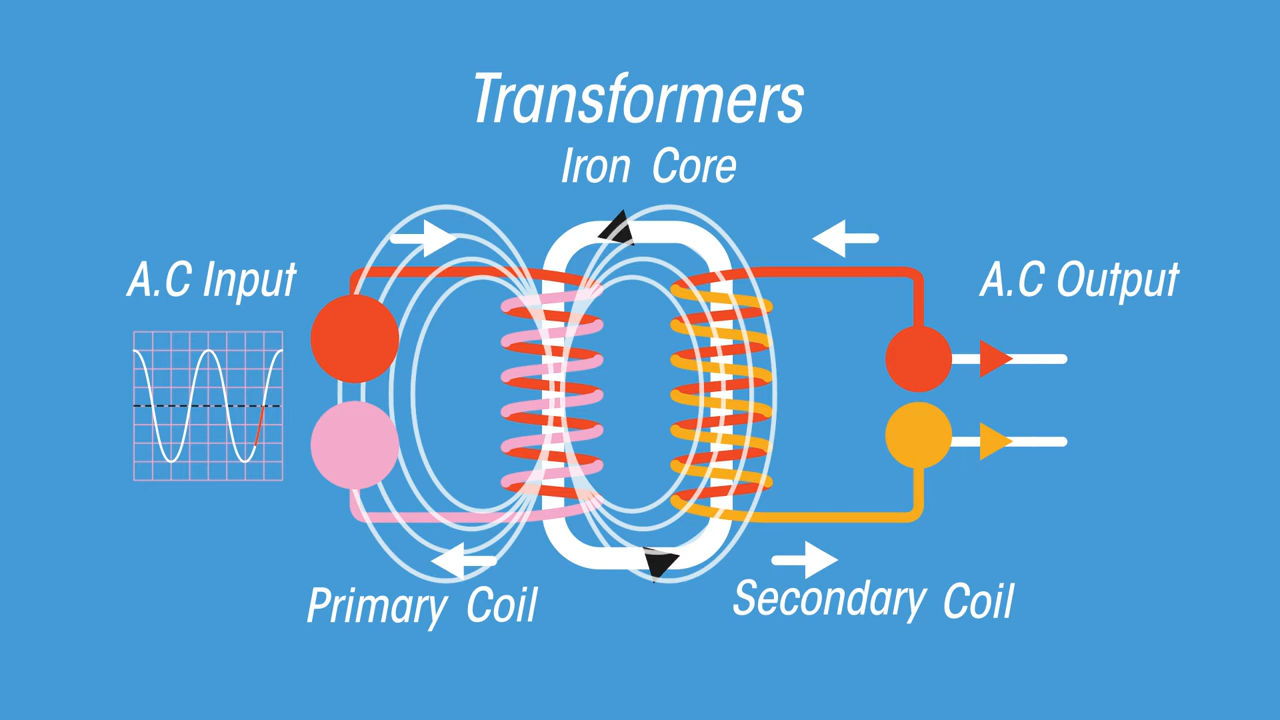 Transformers
Iron Core
A.C Input
A.C Output
Primary Coil
Secondary Coil